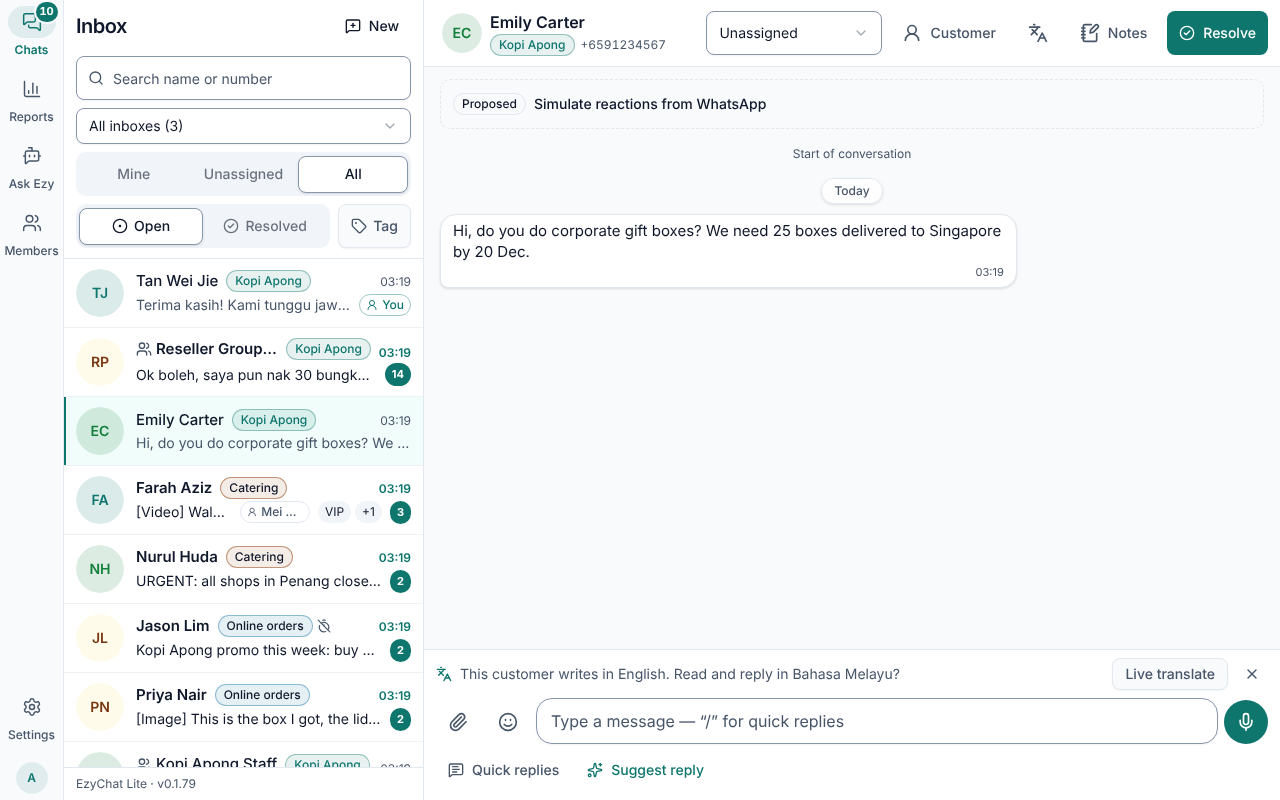 10
Chats
Reports
Ask Ezy
Members
Settings
A
Inbox
New
Search name or number
All inboxes (3)
Mine
Unassigned
All
Open
Resolved
Tag
TJ
Tan Wei Jie
Kopi Apong
03:19
Terima kasih! Kami tunggu jaw...
You
RP
Reseller Group...
Kopi Apong
03:19
Ok boleh, saya pun nak 30 bungk...
14
EC
Emily Carter
Kopi Apong
03:19
Hi, do you do corporate gift boxes? We ...
FA
Farah Aziz
Catering
03:19
[Video] Wal...
Mei ...
VIP
+1
3
NH
Nurul Huda
Catering
03:19
URGENT: all shops in Penang close...
2
JL
Jason Lim
Online orders
03:19
Kopi Apong promo this week: buy ...
2
PN
Priya Nair
Online orders
03:19
[Image] This is the box I got, the lid...
2
Kopi Apong Staff
Kopi Apong
03:19
EzyChat Lite · v0.1.79
EC
Emily Carter
Kopi Apong
+6591234567
Unassigned
Customer
Notes
Resolve
Proposed
Simulate reactions from WhatsApp
Start of conversation
Today
Hi, do you do corporate gift boxes? We need 25 boxes delivered to Singapore
by 20 Dec.
03:19
This customer writes in English. Read and reply in Bahasa Melayu?
Live translate
Type a message — “/” for quick replies
Quick replies
Suggest reply